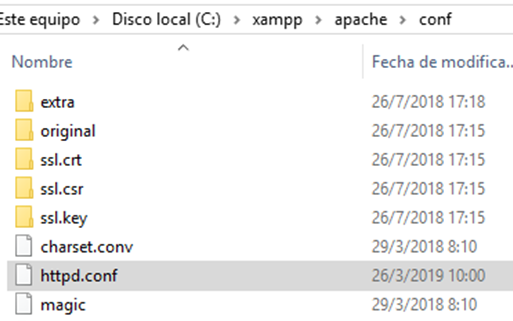 Este equipo > Disco local (C:) > xampp > apache > conf
Nombre Fecha de modifica...
extra 26/7/2018 17:18
original 26/7/2018 17:15
ssl.crt 26/7/2018 17:15
ssl.csr 26/7/2018 17:15
ssl.key 26/7/2018 17:15
charset.conv 29/3/2018 8:10
httpd.conf 26/3/2019 10:00
magic 29/3/2018 8:10